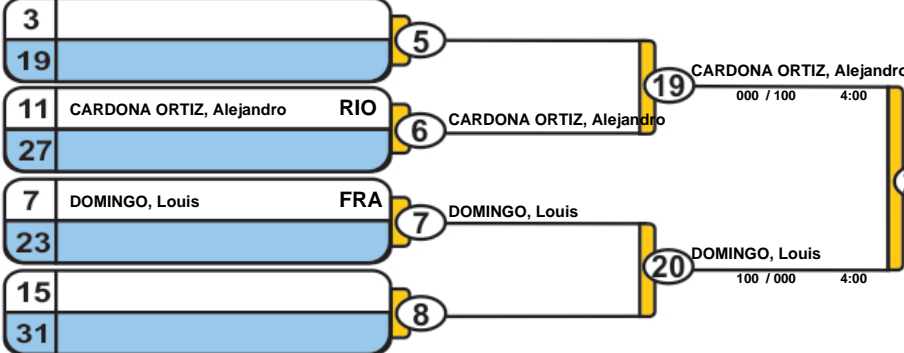 3
19
5
11 CARDONA ORTIZ, Alejandro RIO
27
6
CARDONA ORTIZ, Alejandro
19
CARDONA ORTIZ, Alejandro
000 / 100 4:00
7 DOMINGO, Louis FRA
23
7
DOMINGO, Louis
20
DOMINGO, Louis
100 / 000 4:00
15
31
8